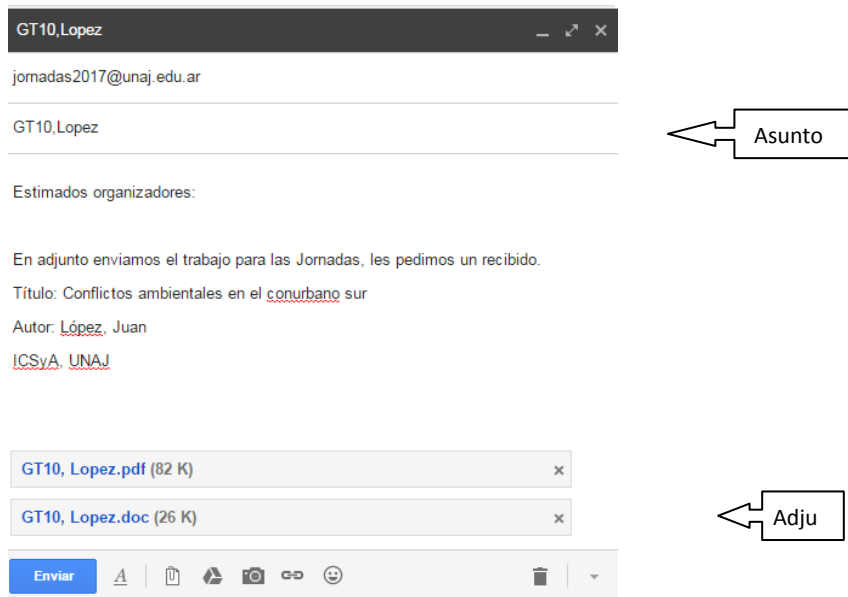 GT10,Lopez
jornadas2017@unaj.edu.ar
GT10,Lopez
Asunto
Estimados organizadores:
En adjunto enviamos el trabajo para las Jornadas, les pedimos un recibido.
Título: Conflictos ambientales en el conurbano sur
Autor: López, Juan
ICSyA, UNAJ
GT10, Lopez.pdf (82 K)
GT10, Lopez.doc (26 K)
Adju
Enviar
A